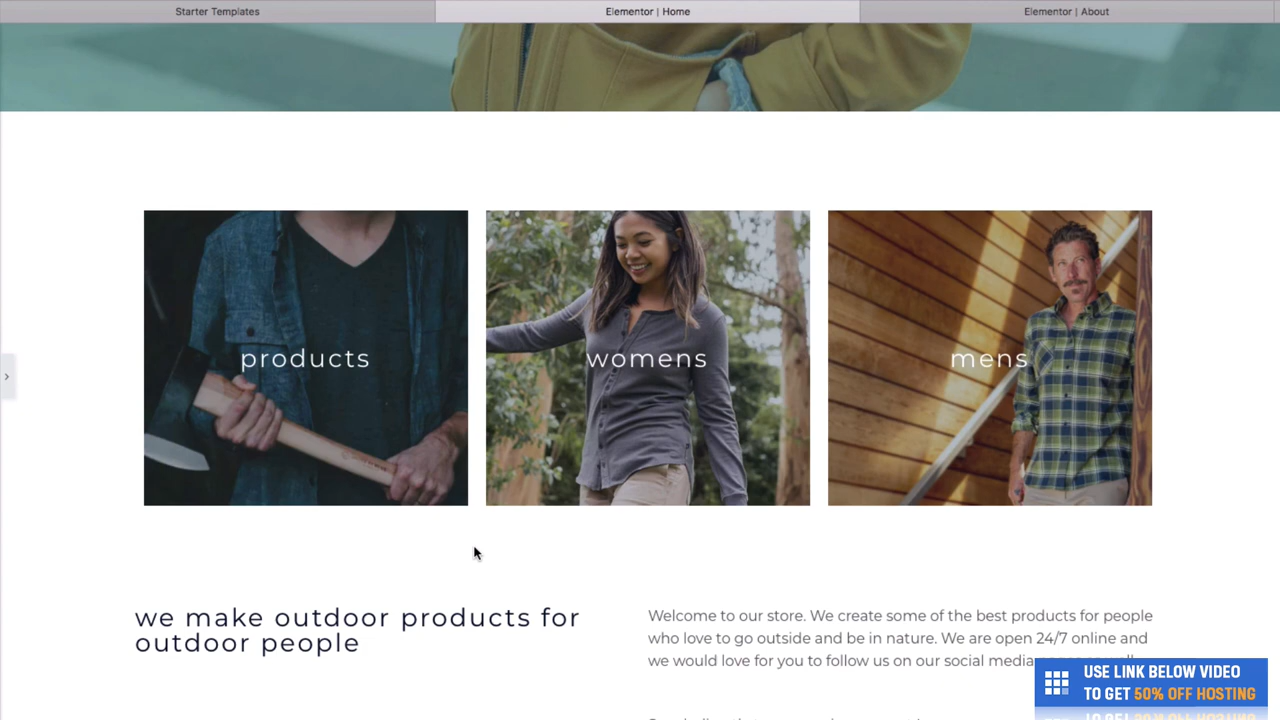 Starter Templates
Elementor | Home
Elementor | About
products
womens
mens
we make outdoor products for
outdoor people
Welcome to our store. We create some of the best products for people
who love to go outside and be in nature. We are open 24/7 online and
we would love for you to follow us on our social media
USE LINK BELOW VIDEO
TO GET 50% OFF HOSTING